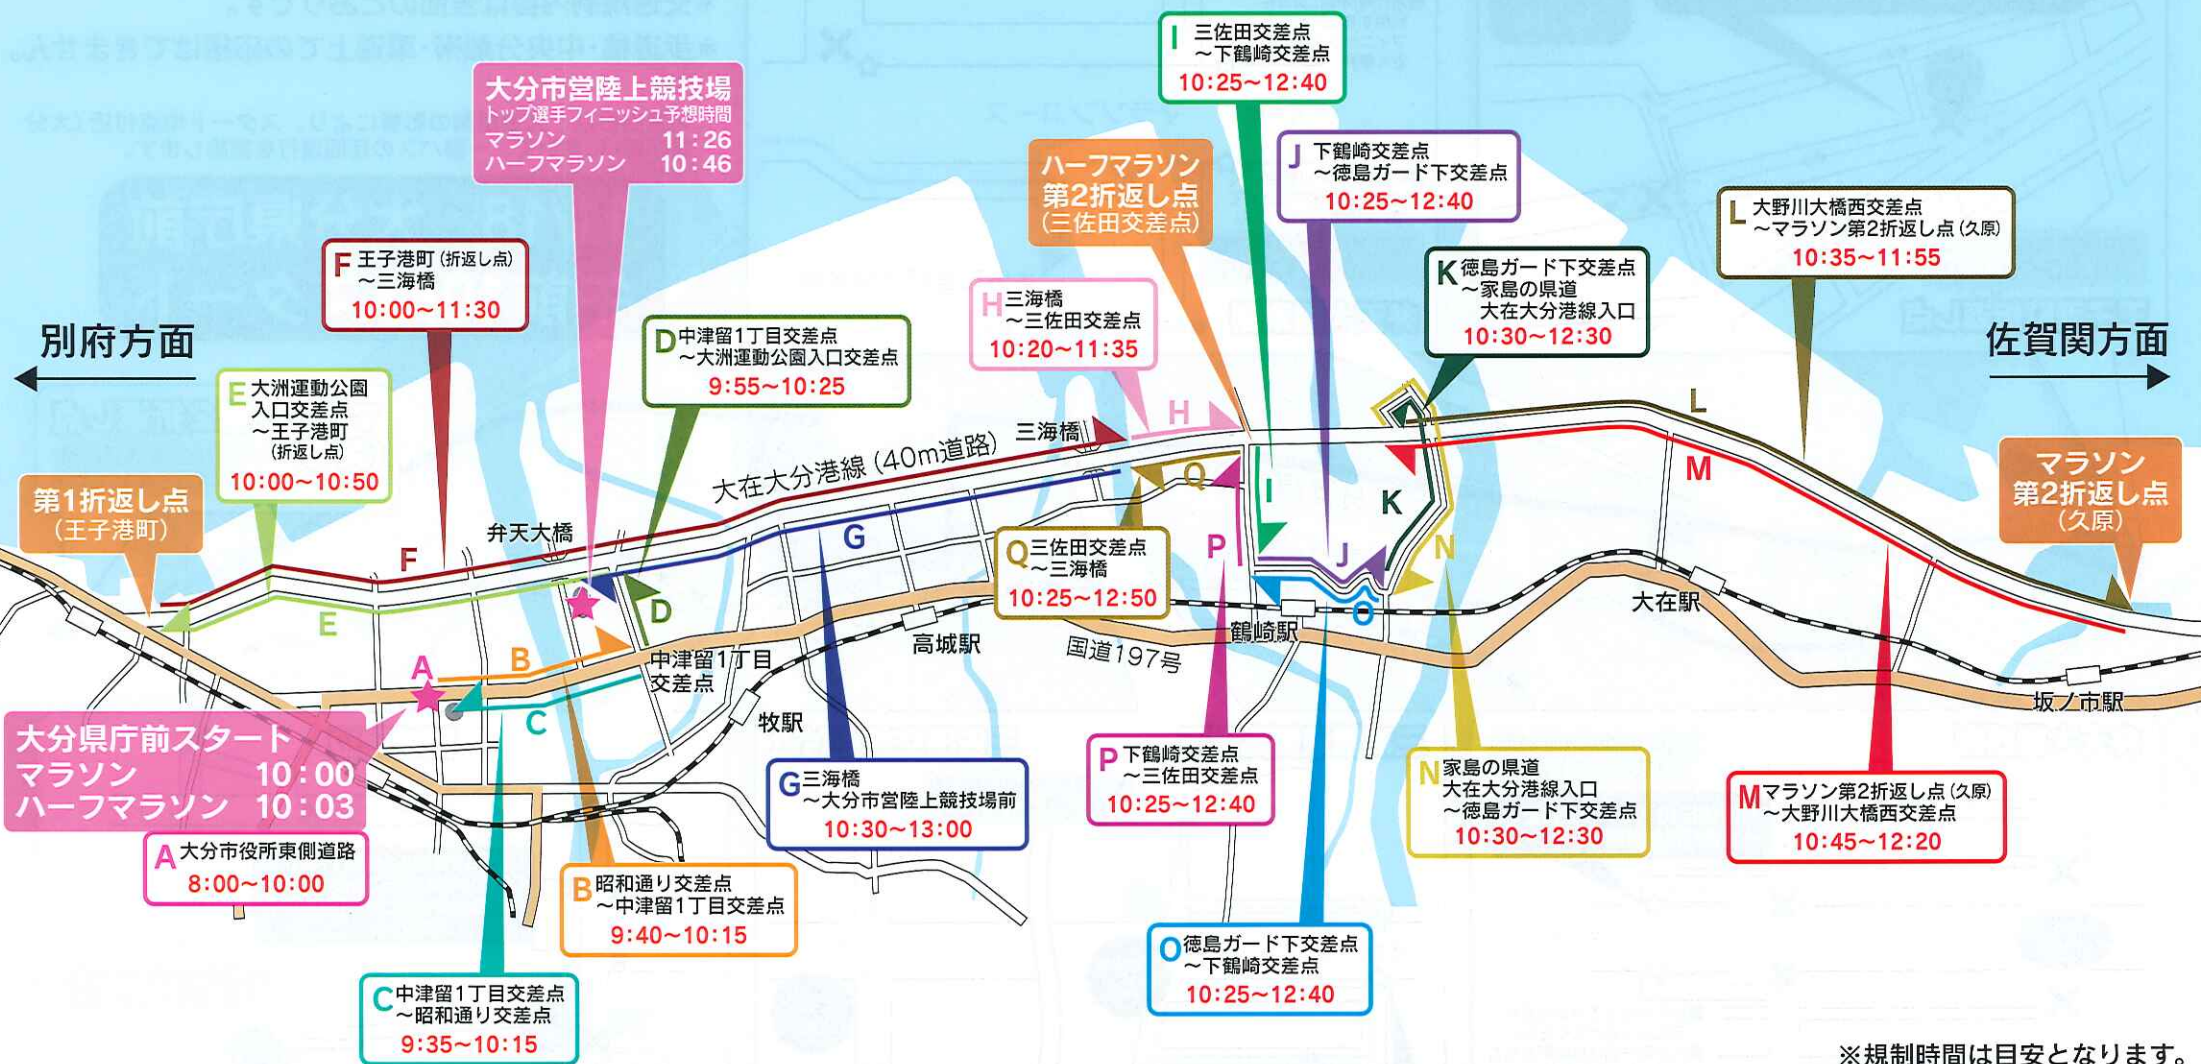 I 三佐田交差点
～下鶴崎交差点
10:25～12:40
大分市営陸上競技場
トップ選手フィニッシュ予想時間
マラソン 11:26
ハーフマラソン 10:46
ハーフマラソン
第2折返し点
(三佐田交差点)
J 下鶴崎交差点
～徳島ガード下交差点
10:25～12:40
L 大野川大橋西交差点
～マラソン第2折返し点(久原)
10:35～11:55
F 王子港町(折返し点)
～三海橋
10:00～11:30
K 徳島ガード下交差点
～家島の県道
大在大分港線入口
10:30～12:30
H 三海橋
～三佐田交差点
10:20～11:35
D 中津留1丁目交差点
～大洲運動公園入口交差点
9:55～10:25
別府方面
佐賀関方面
E 大洲運動公園
入口交差点
～王子港町
(折返し点)
10:00～10:50
第1折返し点
(王子港町)
マラソン
第2折返し点
(久原)
三海橋
H
L
大在大分港線(40m道路)
弁天大橋
F
G
Q
I
K
M
P
J
N
E
D
B
A
C
O
Q 三佐田交差点
～三海橋
10:25～12:50
大在駅
高城駅
鶴崎駅
国道197号
中津留1丁目
交差点
牧駅
坂ノ市駅
大分県庁前スタート
マラソン 10:00
ハーフマラソン 10:03
A 大分市役所東側道路
8:00～10:00
G 三海橋
～大分市営陸上競技場前
10:30～13:00
P 下鶴崎交差点
～三佐田交差点
10:25～12:40
N 家島の県道
大在大分港線入口
～徳島ガード下交差点
10:30～12:30
M マラソン第2折返し点(久原)
～大野川大橋西交差点
10:45～12:20
B 昭和通り交差点
～中津留1丁目交差点
9:40～10:15
O 徳島ガード下交差点
～下鶴崎交差点
10:25～12:40
C 中津留1丁目交差点
～昭和通り交差点
9:35～10:15
※規制時間は目安となります。